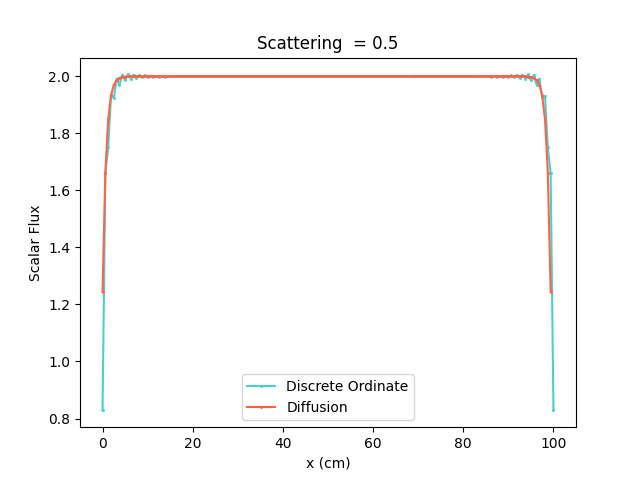 Scattering  = 0.5
Scalar Flux
2.0
1.8
1.6
1.4
1.2
1.0
0.8
Discrete Ordinate
Diffusion
0
20
40
60
80
100
x (cm)